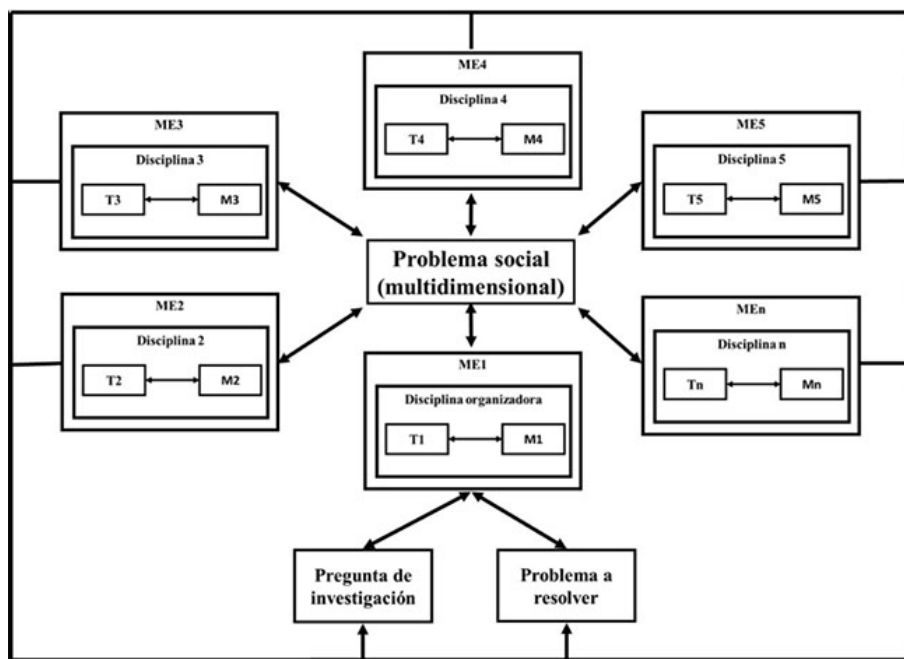 ME4
Disciplina 4
T4 M4
ME3
Disciplina 3
T3 M3
ME5
Disciplina 5
T5 M5
Problema social
(multidimensional)
ME2
Disciplina 2
T2 M2
MEn
Disciplina n
Tn Mn
ME1
Disciplina organizadora
T1 M1
Pregunta de
investigación
Problema a
resolver